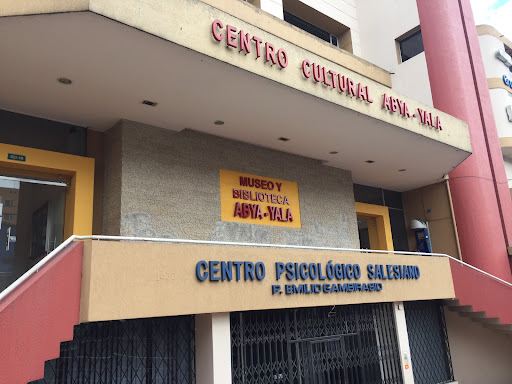 CENTRO CULTURAL ABYA-YALA
MUSEO Y
BIBLIOTECA
ABYA-YALA
CENTRO PSICOLÓGICO SALESIANO
P. EMILIO GAMBIRASIO